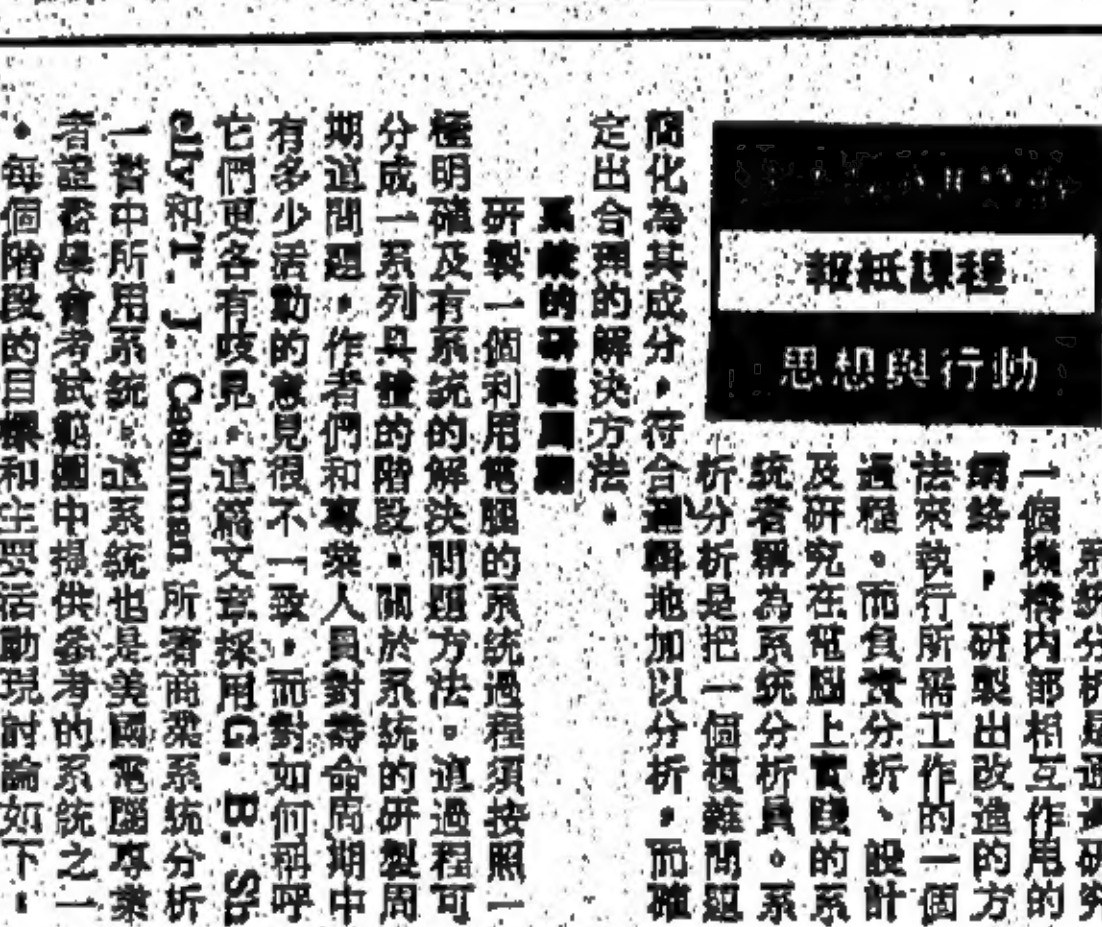 報紙課程
思想與行動
系統分析是通過研究
一個機構內部相互作用的
網絡，研製出改進的方
法來執行所需工作的一個
過程。而負責分析、設計
及研究在電腦上實踐的系
統者稱為系統分析員。系
析分析是把一個複雜問題
簡化為其成分，符合邏輯地加以分析，而確
定出合理的解決方法。
系統的研製周期
研製一個利用電腦的系統過程須按照一
極明確及有系統的解決問題方法。這過程可
分成一系列具體的階段。關於系統的研製周
期這問題，作者們和專業人員對壽命周期中
有多少活動的意見很不一致，而對如何稱呼
它們更各有歧見。這篇文章採用 G. B. Sh
elly和T. J. Cashman 所著商業系統分析
一書中所用系統。這系統也是美國電腦專業
者證書學會考試範圍中提供參考的系統之一
。每個階段的目標和主要活動現討論如下。